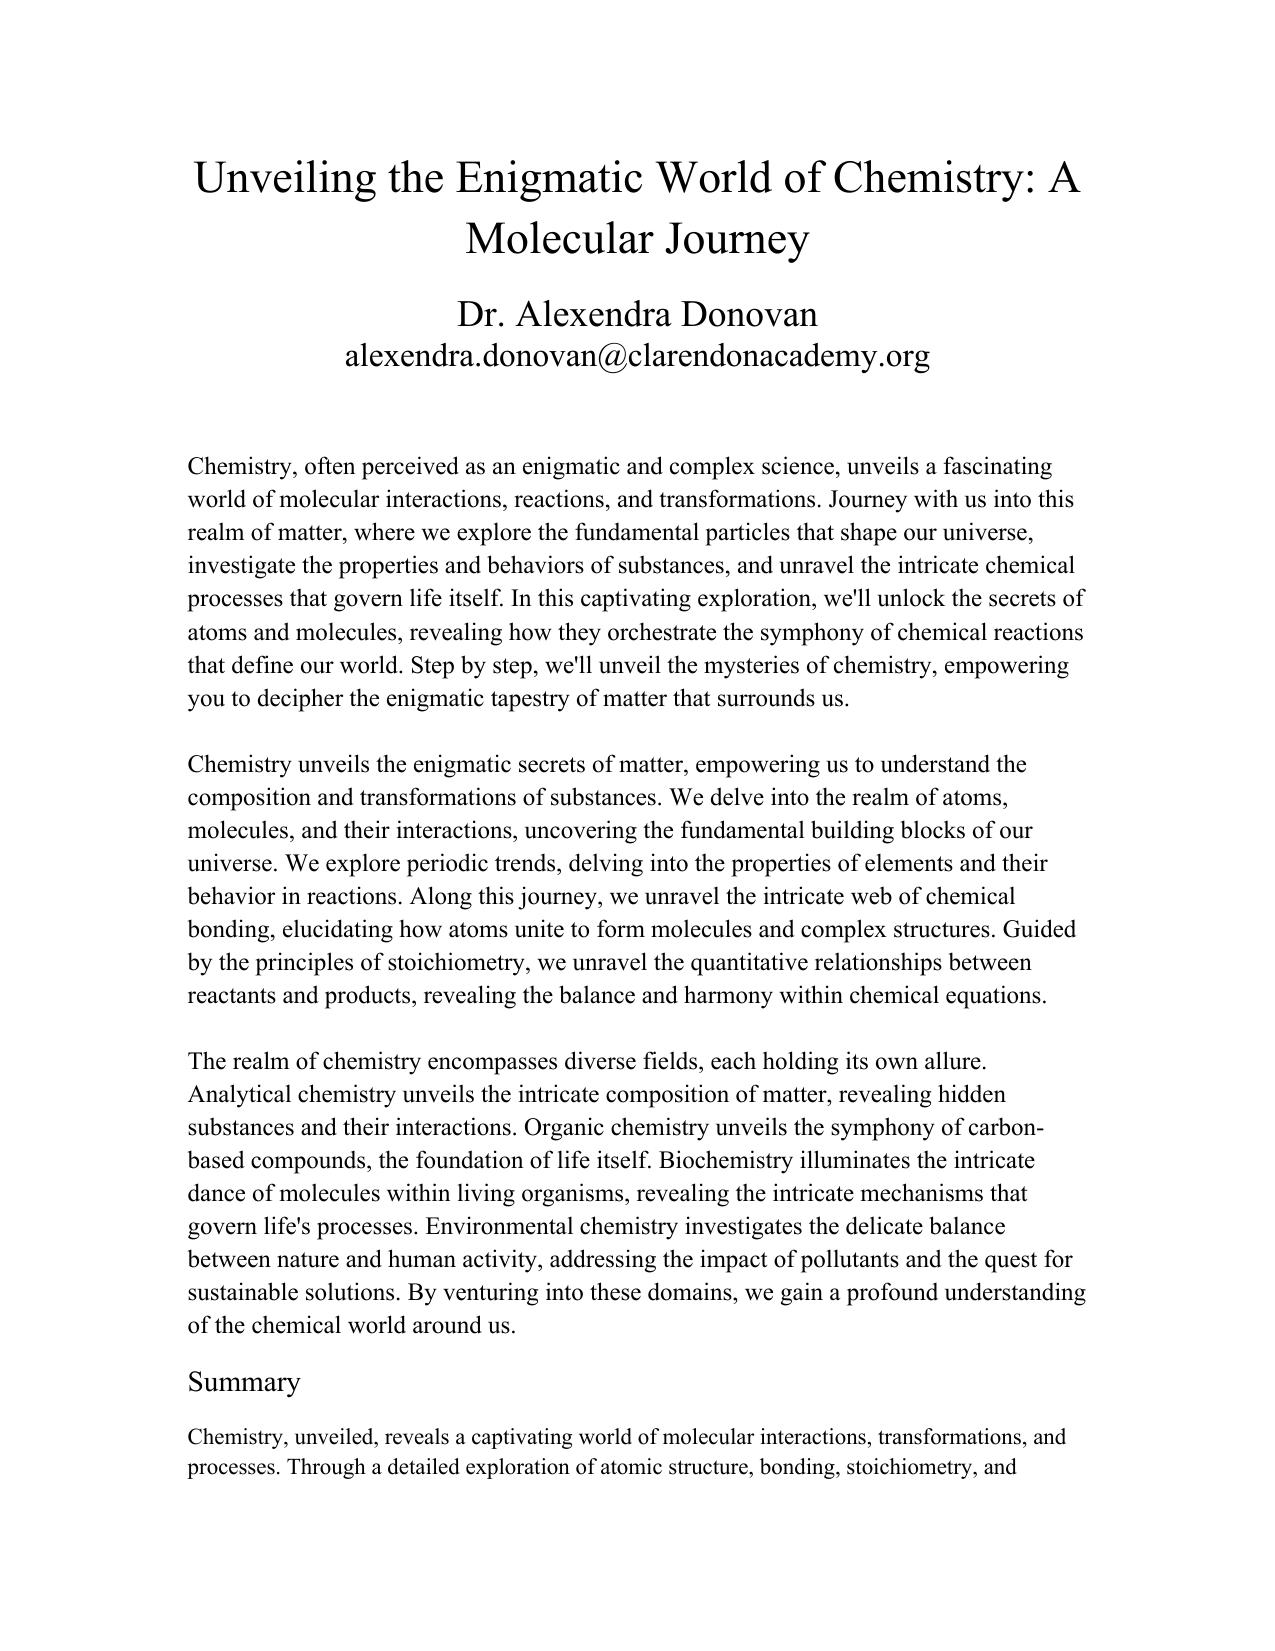 Unveiling the Enigmatic World of Chemistry: A
Molecular Journey
Dr. Alexendra Donovan
alexendra.donovan@clarendonacademy.org
Chemistry, often perceived as an enigmatic and complex science, unveils a fascinating
world of molecular interactions, reactions, and transformations. Journey with us into this
realm of matter, where we explore the fundamental particles that shape our universe,
investigate the properties and behaviors of substances, and unravel the intricate chemical
processes that govern life itself. In this captivating exploration, we'll unlock the secrets of
atoms and molecules, revealing how they orchestrate the symphony of chemical reactions
that define our world. Step by step, we'll unveil the mysteries of chemistry, empowering
you to decipher the enigmatic tapestry of matter that surrounds us.
Chemistry unveils the enigmatic secrets of matter, empowering us to understand the
composition and transformations of substances. We delve into the realm of atoms,
molecules, and their interactions, uncovering the fundamental building blocks of our
universe. We explore periodic trends, delving into the properties of elements and their
behavior in reactions. Along this journey, we unravel the intricate web of chemical
bonding, elucidating how atoms unite to form molecules and complex structures. Guided
by the principles of stoichiometry, we unravel the quantitative relationships between
reactants and products, revealing the balance and harmony within chemical equations.
The realm of chemistry encompasses diverse fields, each holding its own allure.
Analytical chemistry unveils the intricate composition of matter, revealing hidden
substances and their interactions. Organic chemistry unveils the symphony of carbon-
based compounds, the foundation of life itself. Biochemistry illuminates the intricate
dance of molecules within living organisms, revealing the intricate mechanisms that
govern life's processes. Environmental chemistry investigates the delicate balance
between nature and human activity, addressing the impact of pollutants and the quest for
sustainable solutions. By venturing into these domains, we gain a profound understanding
of the chemical world around us.
Summary
Chemistry, unveiled, reveals a captivating world of molecular interactions, transformations, and
processes. Through a detailed exploration of atomic structure, bonding, stoichiometry, and